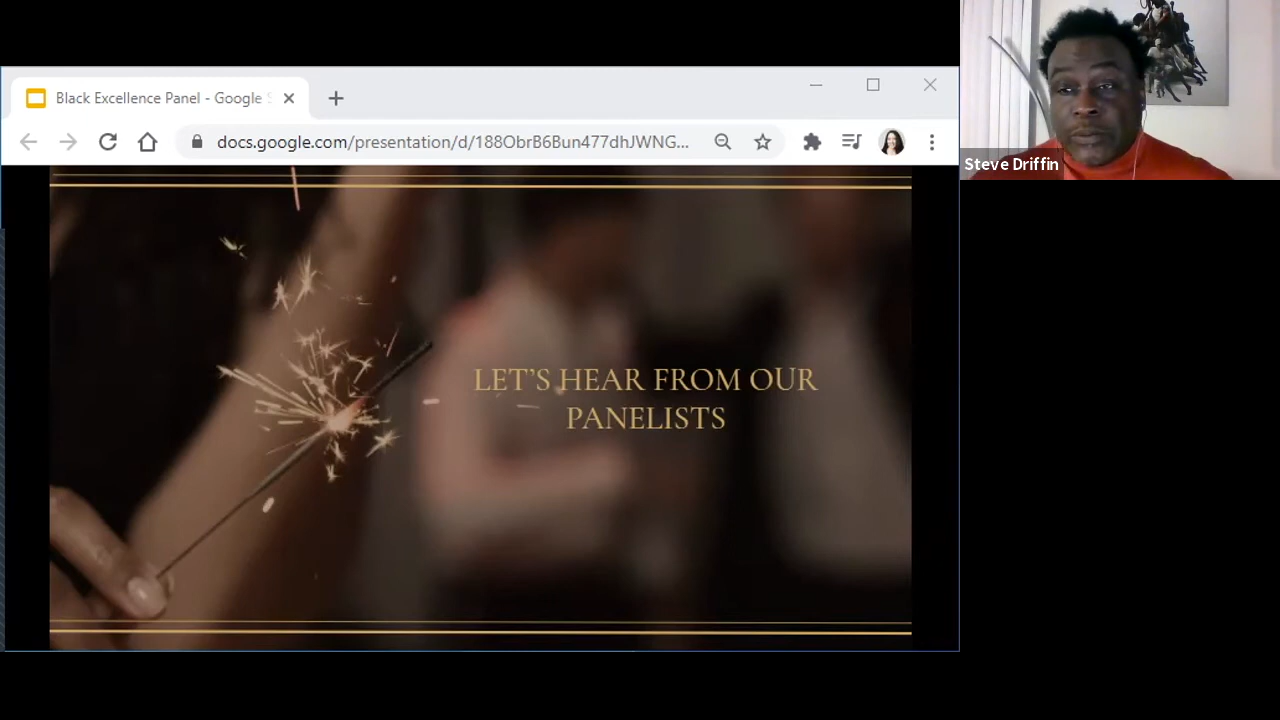 Black Excellence Panel - Google S
docs.google.com/presentation/d/188ObrB6Bun477dhJWNG...
Steve Driffin
LET'S HEAR FROM OUR
PANELISTS